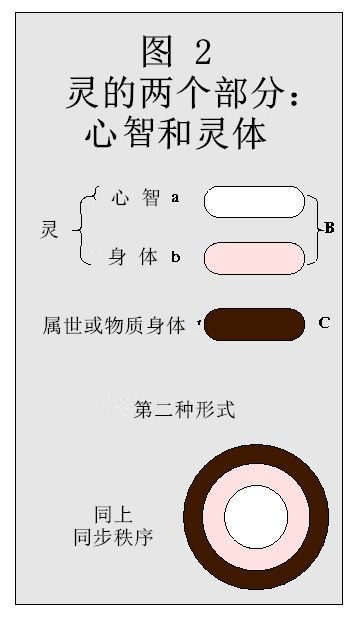 图 2
灵的两个部分：
心智和灵体
心 智 a
灵
B
身 体 b
属世或物质身体
C
第二种形式
同上
同步秩序